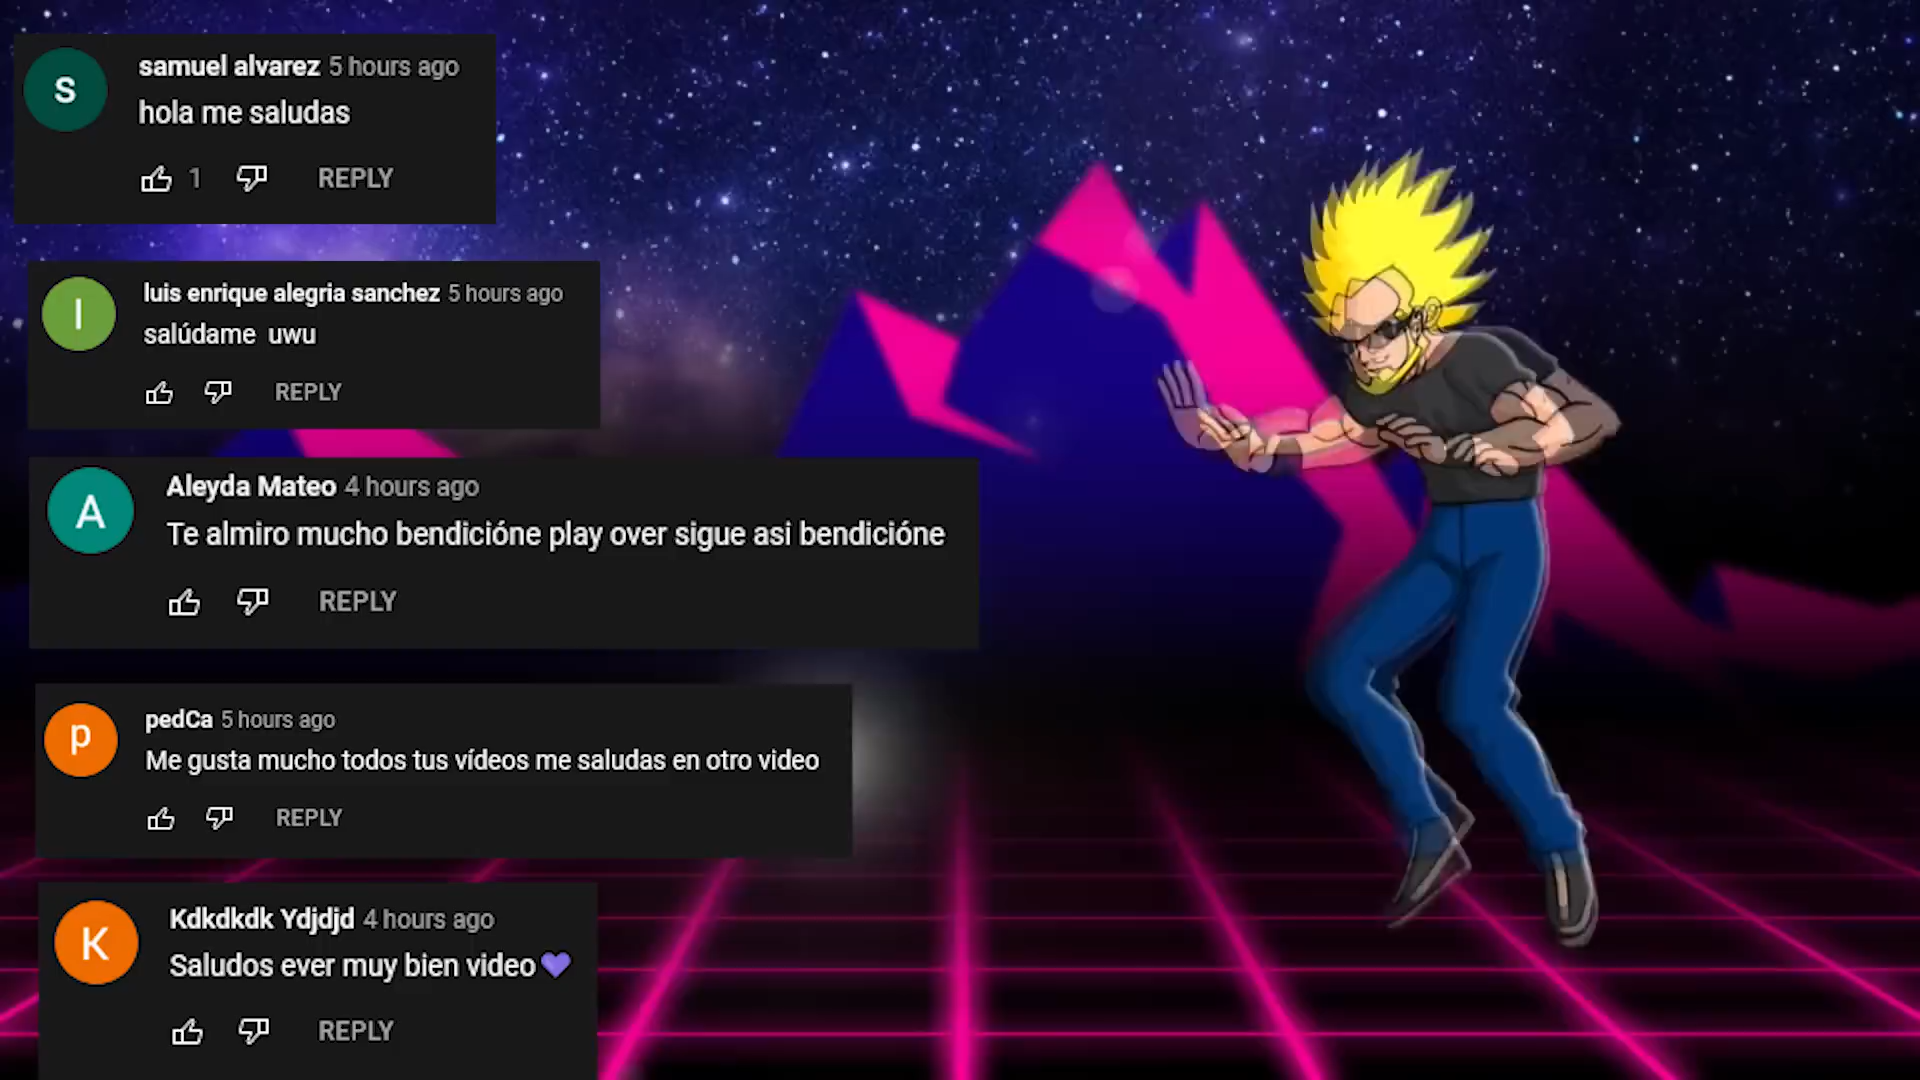 S
samuel alvarez 5 hours ago
hola me saludas
1 REPLY
l
luis enrique alegria sanchez 5 hours ago
salúdame uwu
REPLY
A
Aleyda Mateo 4 hours ago
Te almiro mucho bendicióne play over sigue asi bendicióne
REPLY
p
pedCa 5 hours ago
Me gusta mucho todos tus vídeos me saludas en otro video
REPLY
K
Kdkdkdk Ydjdjd 4 hours ago
Saludos ever muy bien video💜
REPLY